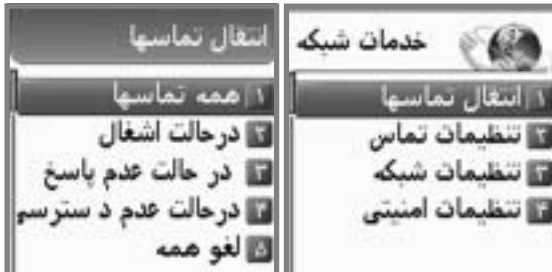 خدمات شبکه
۱ انتقال تماسها
۲ تنظیمات تماس
۳ تنظیمات شبکه
۴ تنظیمات امنیتی
انتقال تماسها
۱ همه تماسها
۲ درحالت اشغال
۳ در حالت عدم پاسخ
۴ درحالت عدم د سترسی
۵ لغو همه